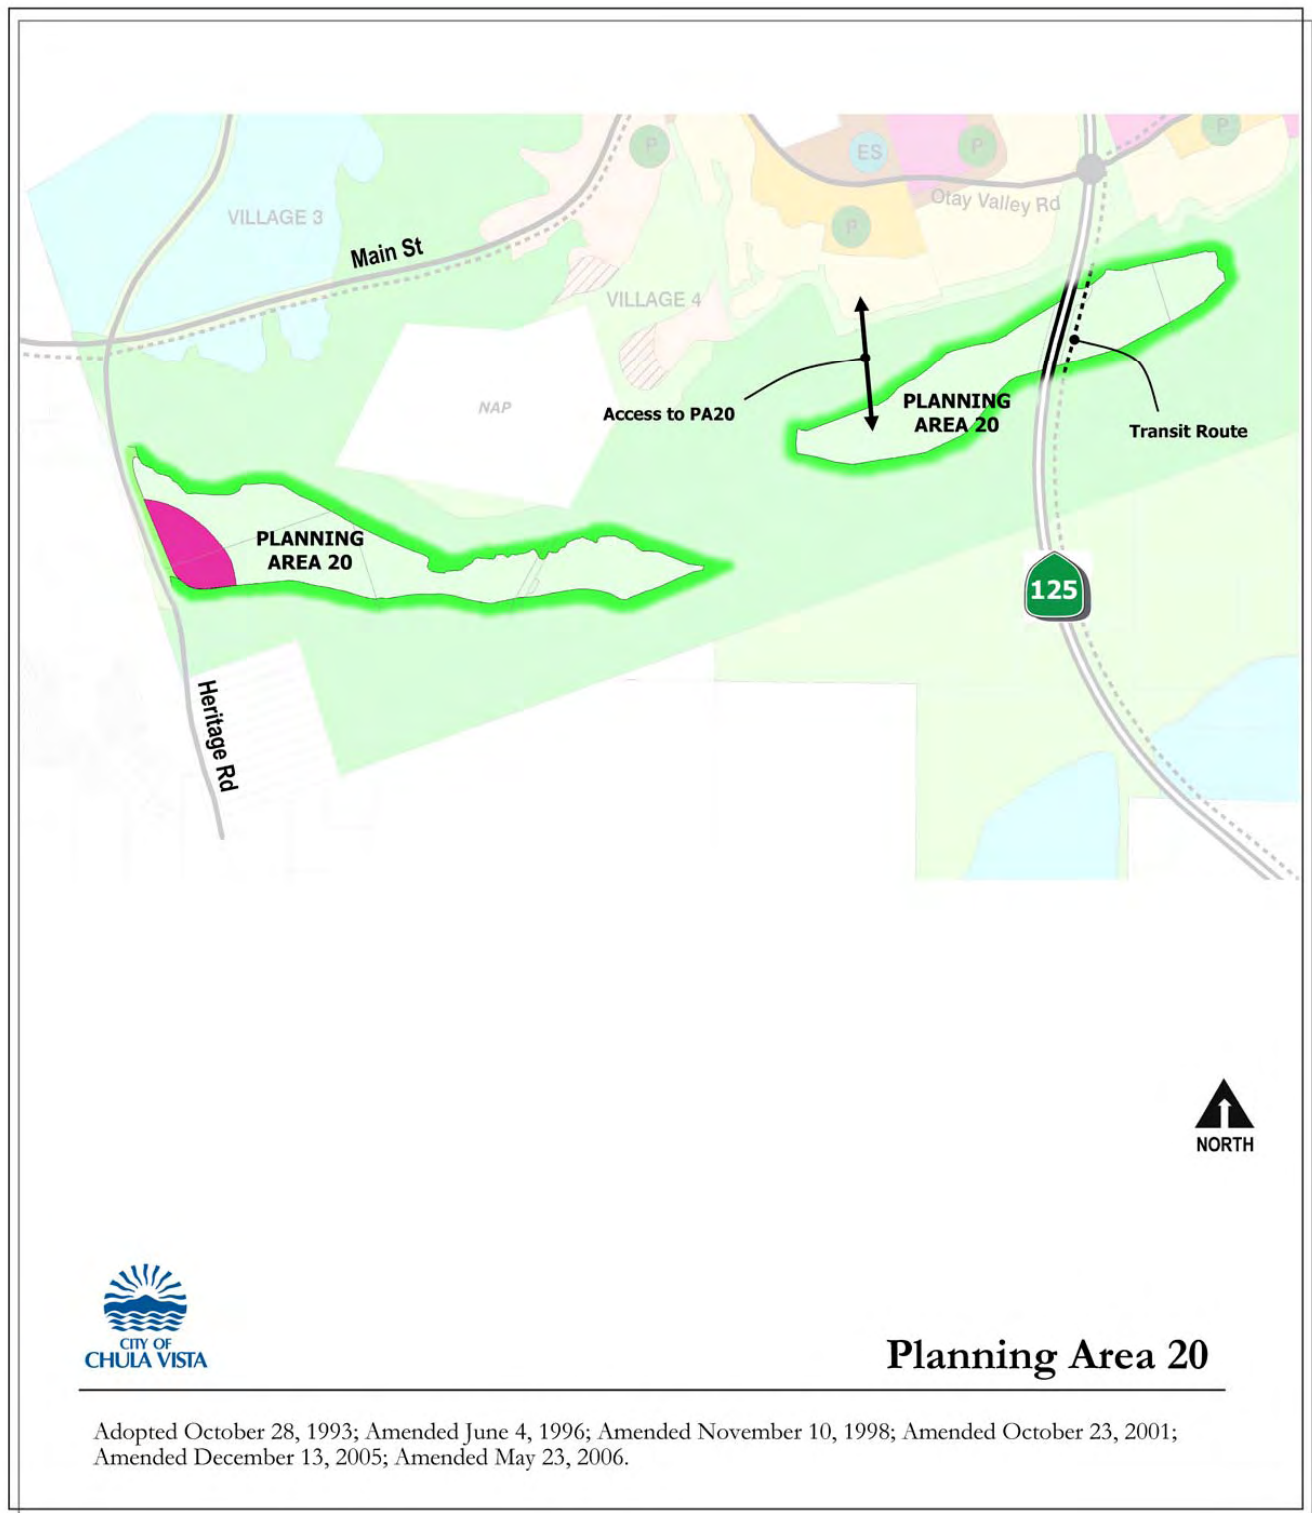 P
ES
P
P
VILLAGE 3
Otay Valley Rd
P
Main St
VILLAGE 4
NAP
Access to PA20
PLANNING
AREA 20
Transit Route
PLANNING
AREA 20
125
Heritage Rd
NORTH
CITY OF
CHULA VISTA
Planning Area 20
Adopted October 28, 1993; Amended June 4, 1996; Amended November 10, 1998; Amended October 23, 2001;
Amended December 13, 2005; Amended May 23, 2006.